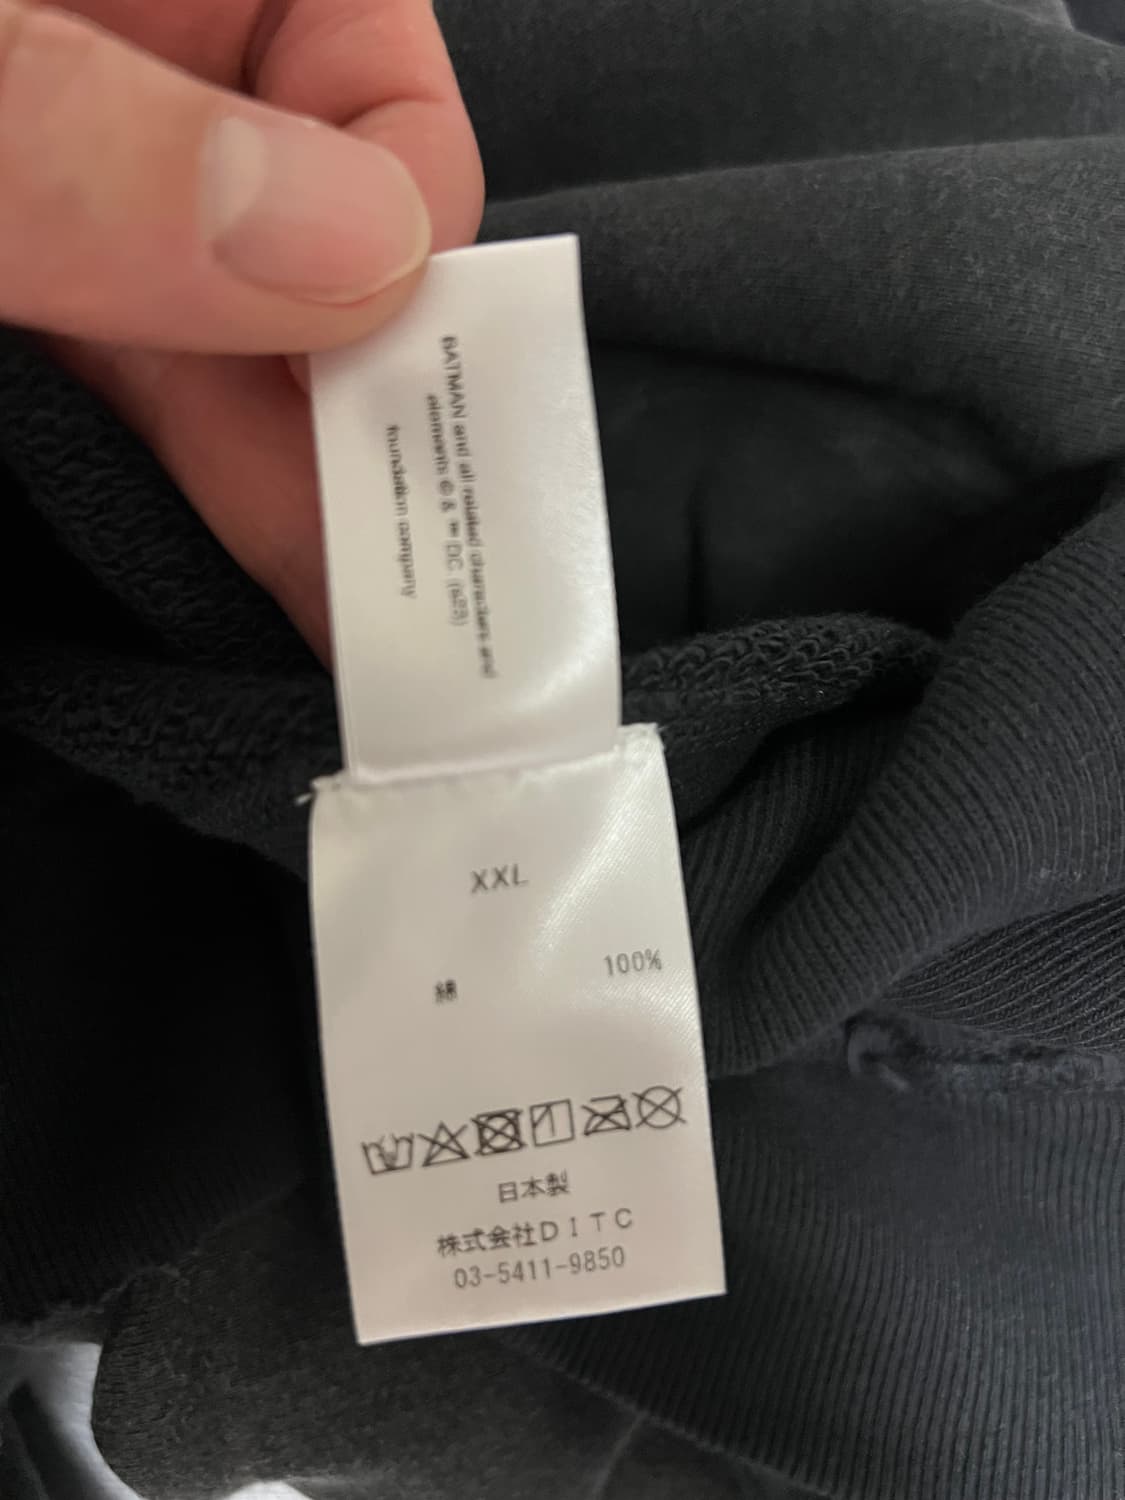 BATMAN and all related characters and
elements © & ™ DC (s23)
foundation company
XXL
綿 100%
日本製
株式会社DITC
03-5411-9850